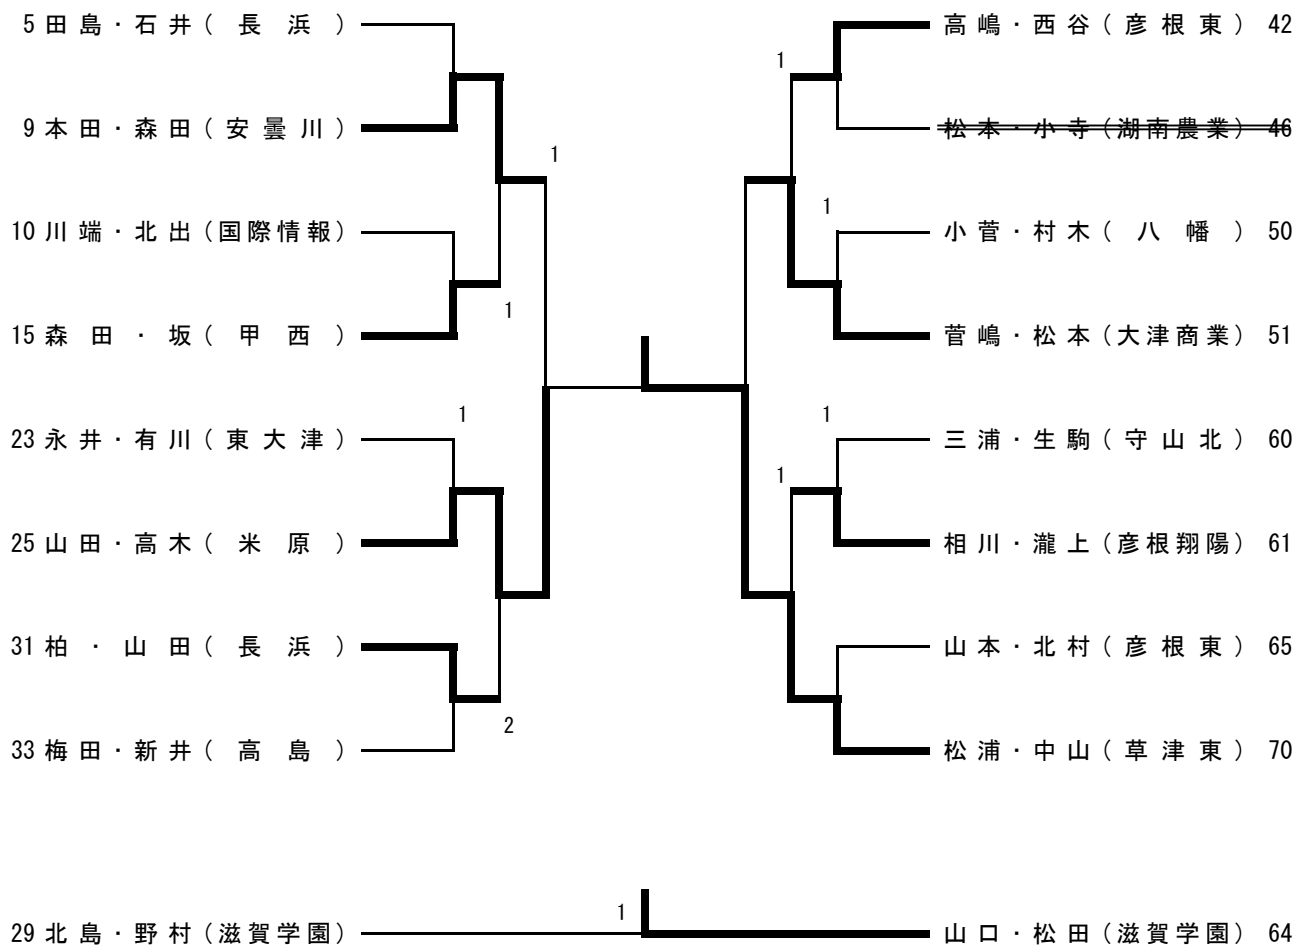 5 田島・石井(長浜)
9 本田・森田(安曇川)
10 川端・北出(国際情報)
15 森田・坂(甲西)
23 永井・有川(東大津)
25 山田・高木(米原)
31 柏・山田(長浜)
33 梅田・新井(高島)
1
1
1
2
高嶋・西谷(彦根東) 42
松本・小寺(湖南農業) 46
小菅・村木(八幡) 50
菅嶋・松本(大津商業) 51
三浦・生駒(守山北) 60
相川・瀧上(彦根翔陽) 61
山本・北村(彦根東) 65
松浦・中山(草津東) 70
1
1
1
1
29 北島・野村(滋賀学園)
1
山口・松田(滋賀学園) 64